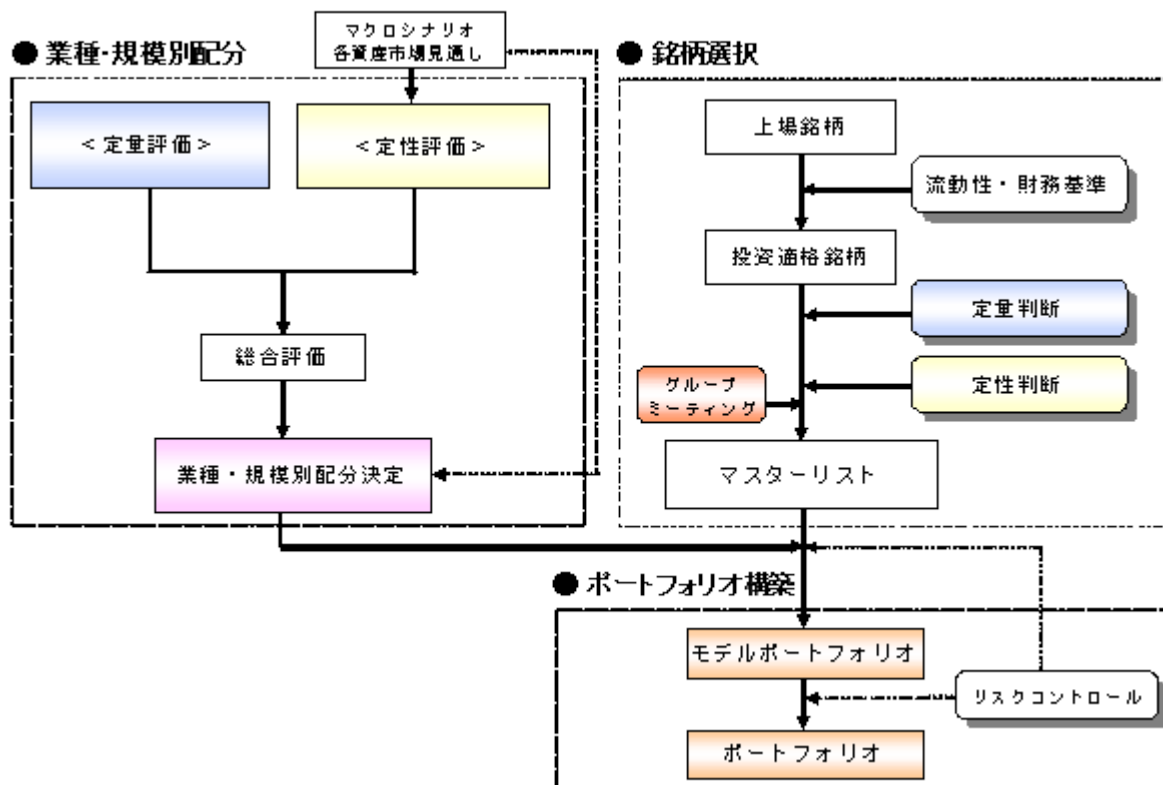 ● 業種・規模別配分
マクロシナリオ
各資産市場見通し
<定量評価>
<定性評価>
総合評価
業種・規模別配分決定
● 銘柄選択
上場銘柄
流動性・財務基準
投資適格銘柄
定量判断
定性判断
グループ
ミーティング
マスターリスト
● ポートフォリオ構築
モデルポートフォリオ
リスクコントロール
ポートフォリオ